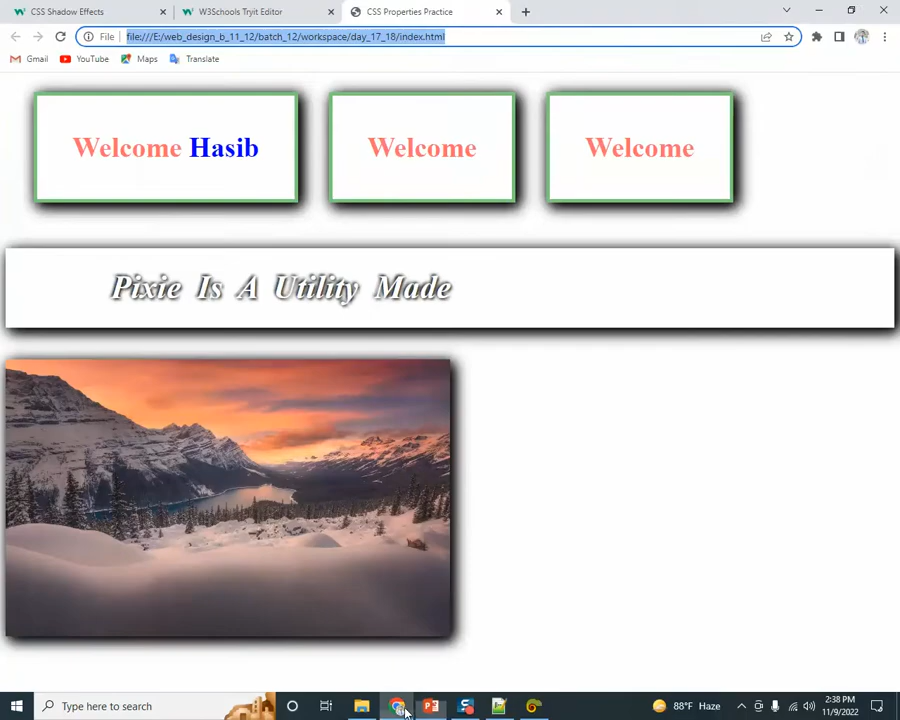 CSS Shadow Effects
W3Schools Tryit Editor
CSS Properties Practice
File
file:///E:/web_design_b_11_12/batch_12/workspace/day_17_18/index.html
Gmail
YouTube
Maps
Translate
Welcome Hasib
Welcome
Welcome
Pixie Is A Utility Made
Type here to search
88°F Haze
2:38 PM
11/9/2022